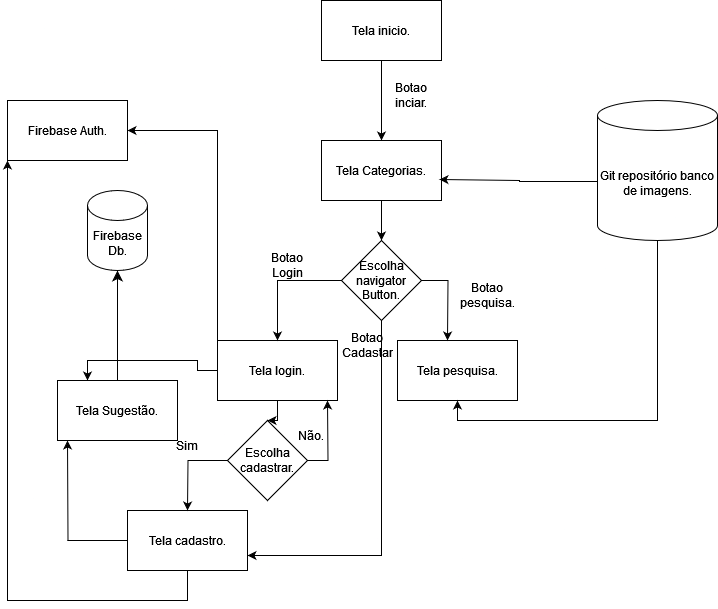 Tela inicio.
Botao
inciar.
Firebase Auth.
Tela Categorias.
Git repositório banco
de imagens.
Firebase
Db.
Botao
Login
Escolha
navigator
Button.
Botao
pesquisa.
Botao
Cadastar
Tela login.
Tela pesquisa.
Tela Sugestão.
Sim
Não.
Escolha
cadastrar.
Tela cadastro.